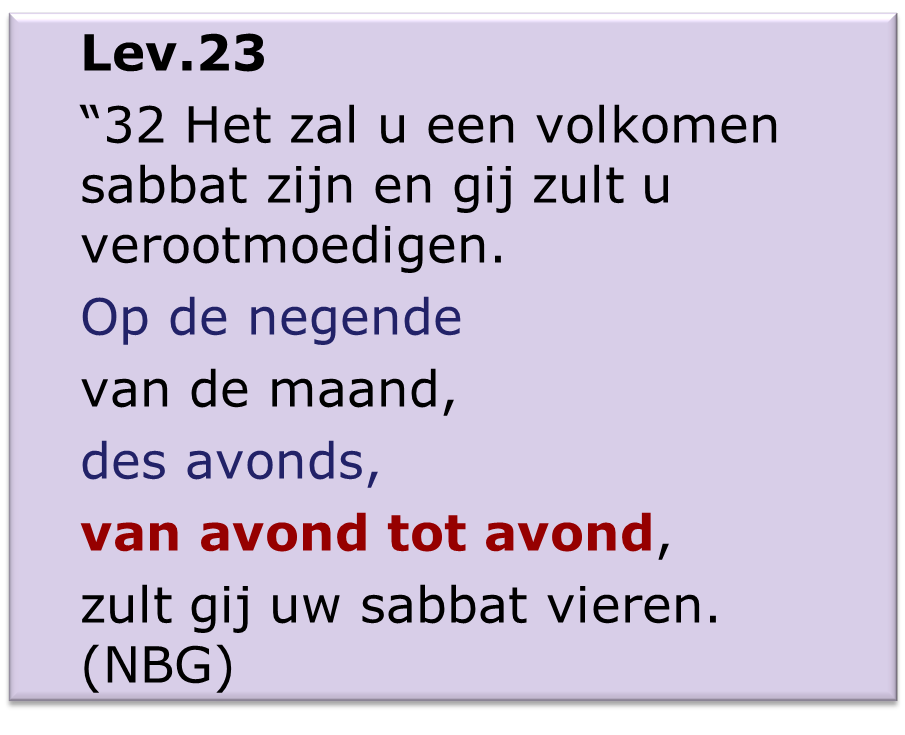 Lev.23
“32 Het zal u een volkomen
sabbat zijn en gij zult u
verootmoedigen.
Op de negende
van de maand,
des avonds,
van avond tot avond,
zult gij uw sabbat vieren.
(NBG)